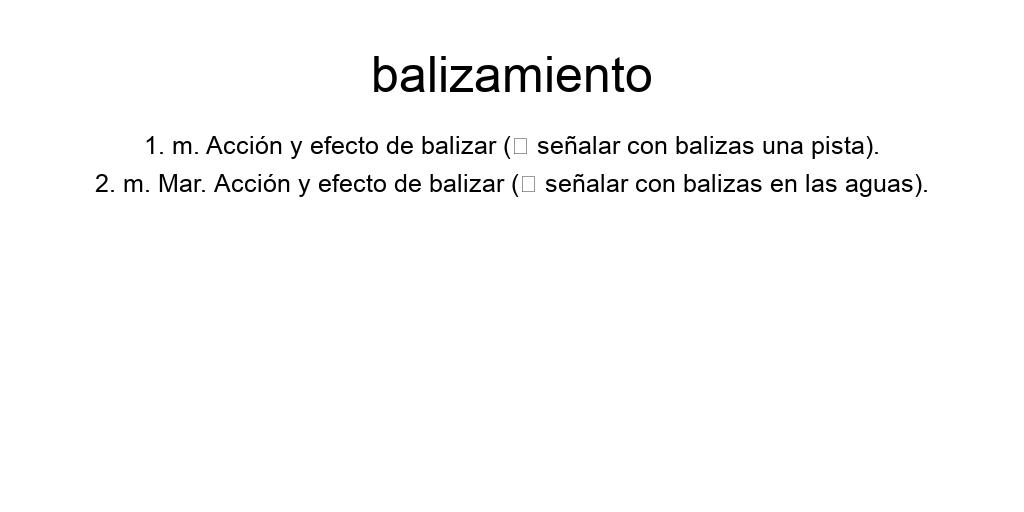 balizamiento
1. m. Acción y efecto de balizar (□ señalar con balizas una pista).
2. m. Mar. Acción y efecto de balizar (□ señalar con balizas en las aguas).